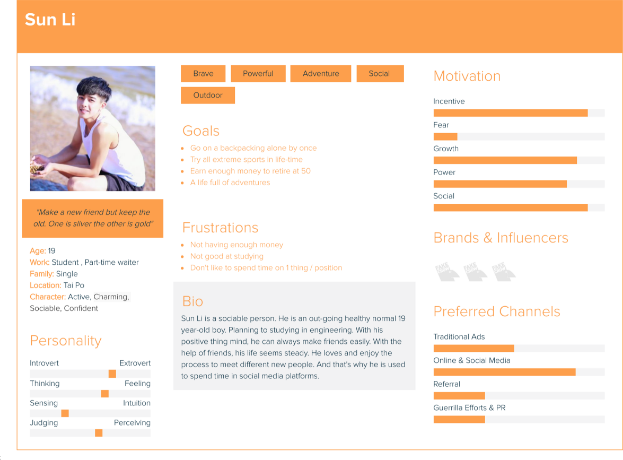 Sun Li
"Make a new friend but keep the
old. One is silver the other is gold"
Age: 19
Work: Student , Part-time waiter
Family: Single
Location: Tai Po
Character: Active, Charming,
Sociable, Confident
Personality
Introvert Extrovert
Thinking Feeling
Sensing Intuition
Judging Perceiving
Brave Powerful Adventure Social
Outdoor
Goals
Go on a backpacking alone by once
Try all extreme sports in life time
Earn enough money to retire at 50
A life full of adventures
Frustrations
Not having enough money
Not good at studying
Don't like to spend time on 1 thing / position
Bio
Sun Li is a sociable person. He is an out-going healthy normal 19
year-old boy. Planning to studying in engineering. With his
positive thing mind, he can always make friends easily. With the
help of friends, his life seems steady. He loves and enjoy the
process to meet different new people. And that's why he is used
to spend time in social media platforms.
Motivation
Incentive
Fear
Growth
Power
Social
Brands & Influencers
Preferred Channels
Traditional Ads
Online & Social Media
Referral
Guerrilla Efforts & PR